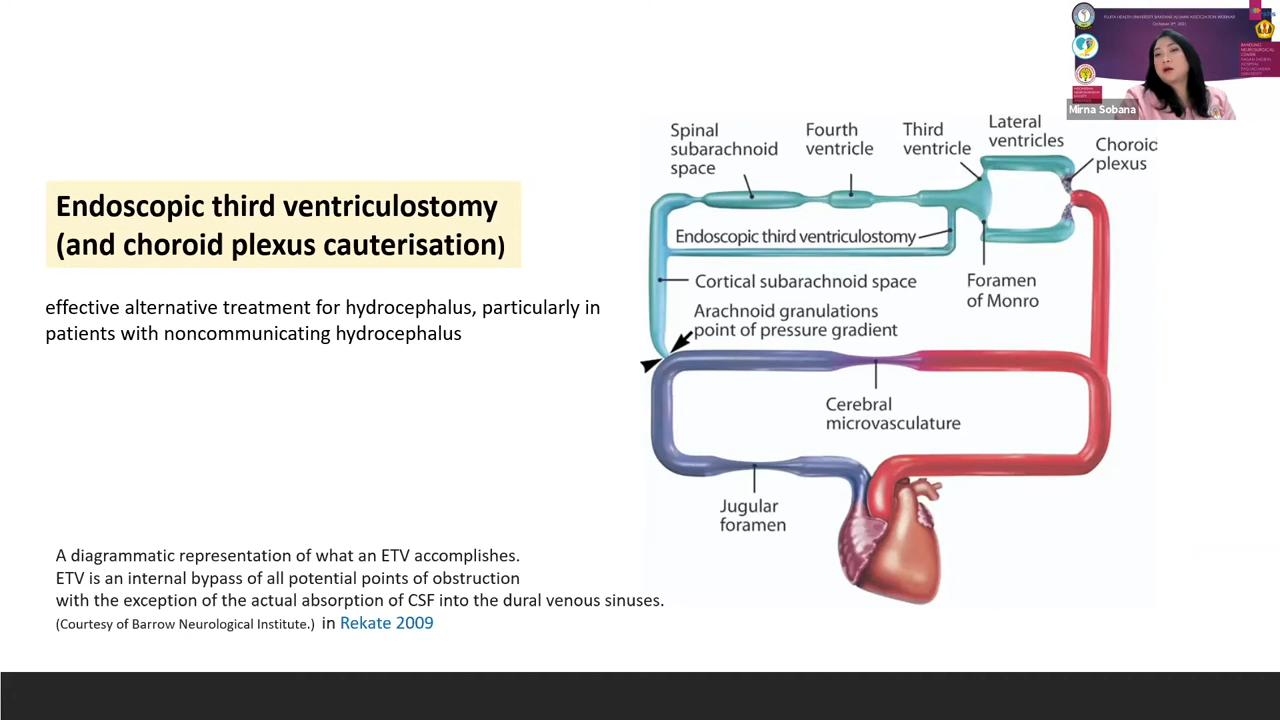 Endoscopic third ventriculostomy
(and choroid plexus cauterisation)
effective alternative treatment for hydrocephalus, particularly in
patients with noncommunicating hydrocephalus
A diagrammatic representation of what an ETV accomplishes.
ETV is an internal bypass of all potential points of obstruction
with the exception of the actual absorption of CSF into the dural venous sinuses.
(Courtesy of Barrow Neurological Institute.) in Rekate 2009
Spinal
subarachnoid
space
Fourth
ventricle
Third
ventricle
Lateral
ventricles
Choroid
plexus
Endoscopic third ventriculostomy
Cortical subarachnoid space
Foramen
of Monro
Arachnoid granulations
point of pressure gradient
Cerebral
microvasculature
Jugular
foramen
Mirna Sobana